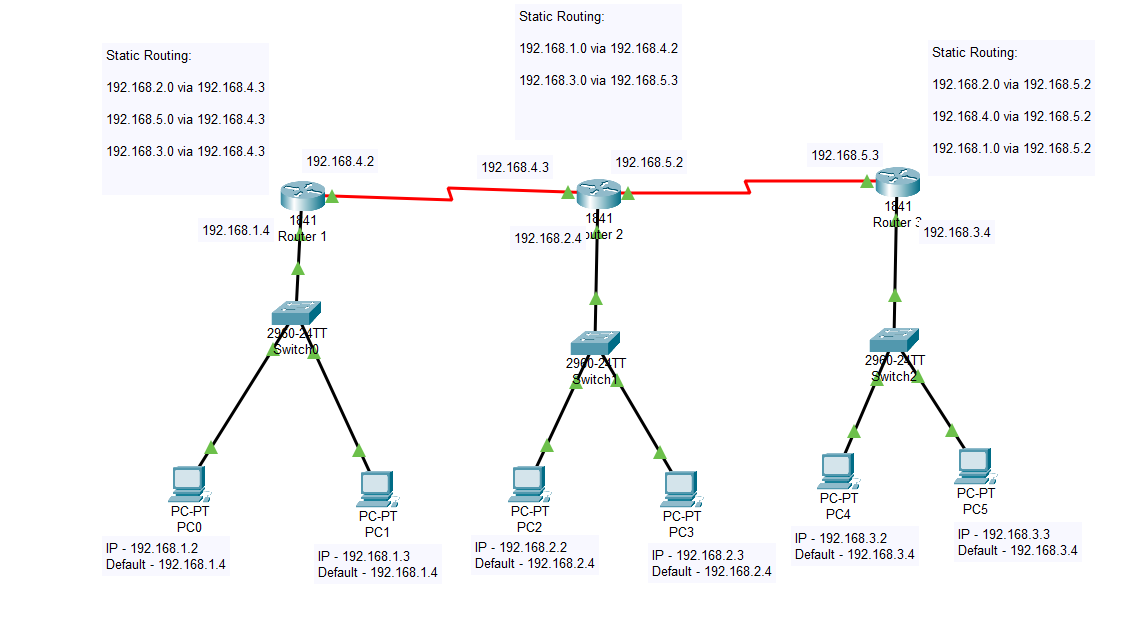 Static Routing:
192.168.2.0 via 192.168.4.3
192.168.5.0 via 192.168.4.3
192.168.3.0 via 192.168.4.3
Static Routing:
192.168.1.0 via 192.168.4.2
192.168.3.0 via 192.168.5.3
Static Routing:
192.168.2.0 via 192.168.5.2
192.168.4.0 via 192.168.5.2
192.168.1.0 via 192.168.5.2
192.168.4.2
192.168.4.3
192.168.5.2
192.168.5.3
1841
Router 1
192.168.1.4
1841
outer 2
192.168.2.4
1841
Router 3
192.168.3.4
2960-24TT
Switch0
2960-24TT
Switch1
2960-24TT
Switch2
PC-PT
PC0
IP - 192.168.1.2
Default - 192.168.1.4
PC-PT
PC1
IP - 192.168.1.3
Default - 192.168.1.4
PC-PT
PC2
IP - 192.168.2.2
Default - 192.168.2.4
PC-PT
PC3
IP - 192.168.2.3
Default - 192.168.2.4
PC-PT
PC4
IP - 192.168.3.2
Default - 192.168.3.4
PC-PT
PC5
IP - 192.168.3.3
Default - 192.168.3.4